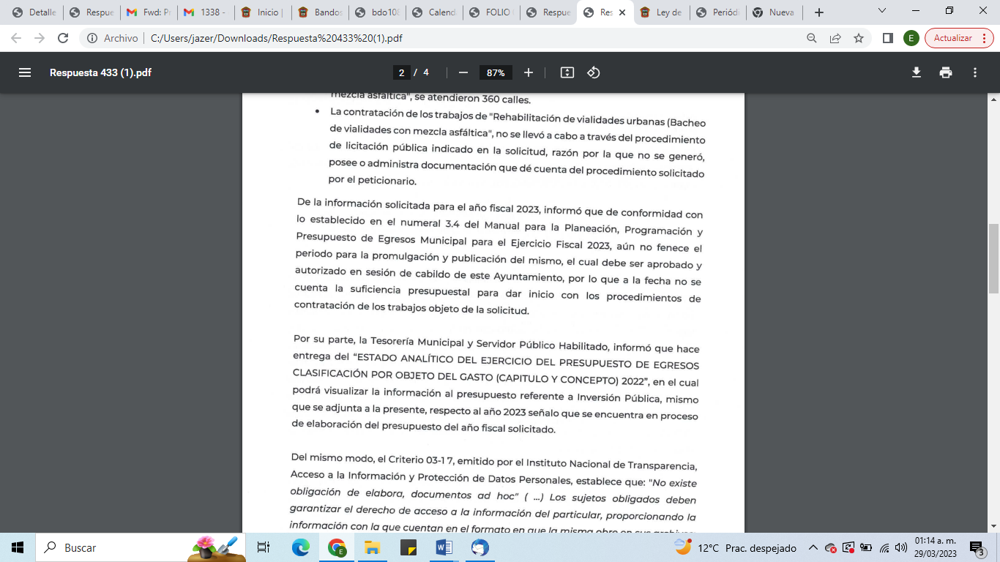 Detalle
Respue
Fwd: Pr
1338 -
Inicio |
Bandos
bdo108
Calend
FOLIO
Respue
Res
Ley de
Periódi
Nueva
Archivo
C:/Users/jazer/Downloads/Respuesta%20433%20(1).pdf
E
Actualizar
Respuesta 433 (1).pdf
2 / 4
87%
mezcla asfáltica", se atendieron 360 calles.
• La contratación de los trabajos de "Rehabilitación de vialidades urbanas (Bacheo
de vialidades con mezcla asfáltica", no se llevó a cabo a través del procedimiento
de licitación pública indicado en la solicitud, razón por la que no se generó,
posee o administra documentación que dé cuenta del procedimiento solicitado
por el peticionario.
De la información solicitada para el año fiscal 2023, informó que de conformidad con
lo establecido en el numeral 3.4 del Manual para la Planeación, Programación y
Presupuesto de Egresos Municipal para el Ejercicio Fiscal 2023, aún no fenece el
periodo para la promulgación y publicación del mismo, el cual debe ser aprobado y
autorizado en sesión de cabildo de este Ayuntamiento, por lo que a la fecha no se
cuenta la suficiencia presupuestal para dar inicio con los procedimientos de
contratación de los trabajos objeto de la solicitud.
Por su parte, la Tesorería Municipal y Servidor Público Habilitado, informó que hace
entrega del “ESTADO ANALÍTICO DEL EJERCICIO DEL PRESUPUESTO DE EGRESOS
CLASIFICACIÓN POR OBJETO DEL GASTO (CAPITULO Y CONCEPTO) 2022”, en el cual
podrá visualizar la información al presupuesto referente a Inversión Pública, mismo
que se adjunta a la presente, respecto al año 2023 señalo que se encuentra en proceso
de elaboración del presupuesto del año fiscal solicitado.
Del mismo modo, el Criterio 03-1 7, emitido por el Instituto Nacional de Transparencia,
Acceso a la Información y Protección de Datos Personales, establece que: "No existe
obligación de elabora, documentos ad hoc" ( ...) Los sujetos obligados deben
garantizar el derecho de acceso a la información del particular, proporcionando la
información con la que cuentan en el formato en que la misma obre en sus archivos;
Buscar
E
W
12°C Prac. despejado
01:14 a. m.
29/03/2023
3